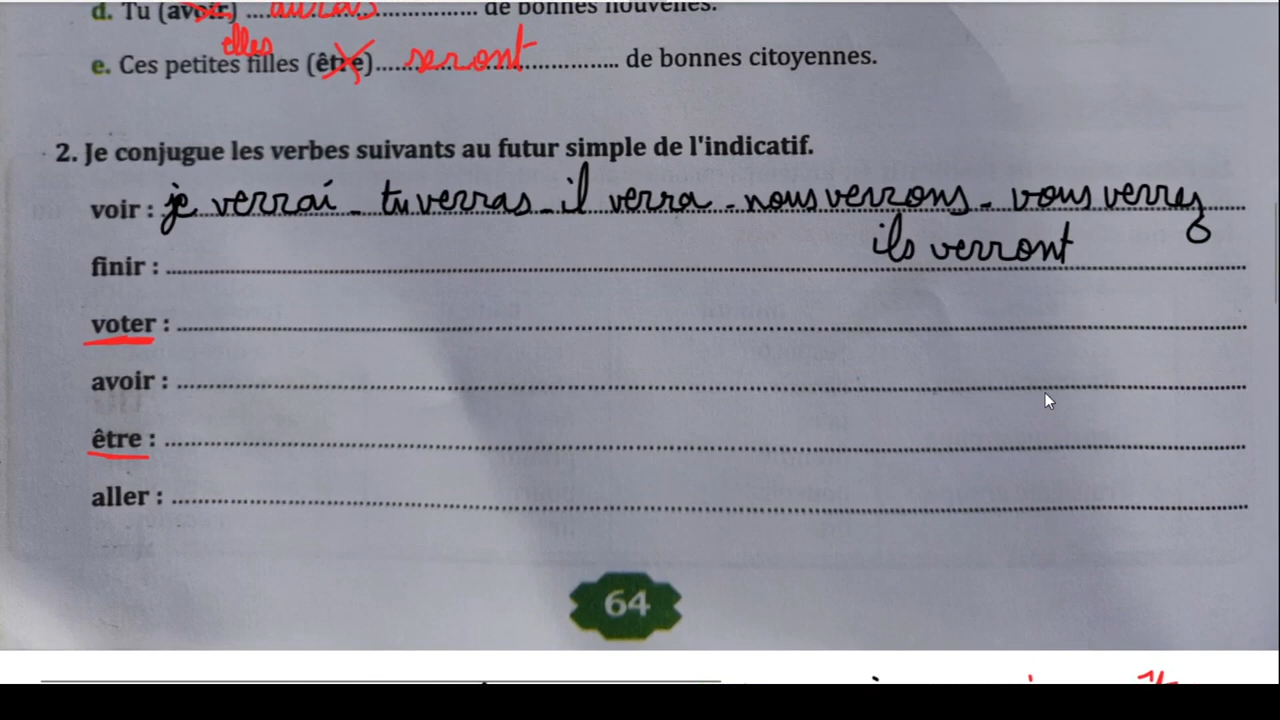 d. Tu (avoir) auras de bonnes nouvelles.
elles
e. Ces petites filles (être) seront de bonnes citoyennes.
2. Je conjugue les verbes suivants au futur simple de l'indicatif.
voir : je verrai - tu verras - il verra - nous verrons - vous verrez
ils verront
finir :
voter :
avoir :
être :
aller :
64